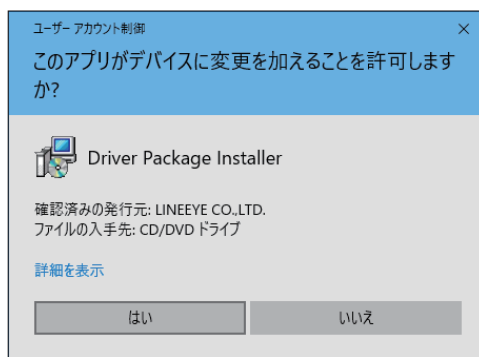 ユーザー アカウント制御
このアプリがデバイスに変更を加えることを許可します
か?
Driver Package Installer
確認済みの発行元: LINEEYE CO.,LTD.
ファイルの入手先: CD/DVD ドライブ
詳細を表示
はい
いいえ